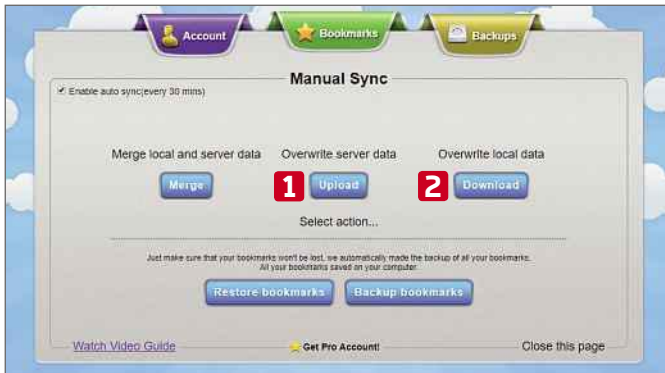 Account
Bookmarks
Backups
Manual Sync
Enable auto sync(every 30 mins)
Merge local and server data
Overwrite server data
Overwrite local data
Merge
1
Upload
2
Download
Select action...
Just make sure that your bookmarks won't be lost, we automatically made the backup of all your bookmarks.
All your bookmarks saved on your computer.
Restore bookmarks
Backup bookmarks
Watch Video Guide
Get Pro Account!
Close this page